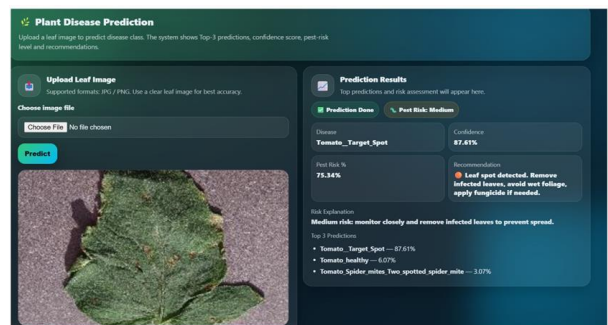 Plant Disease Prediction
Upload a leaf image to predict disease class. The system shows Top-3 predictions, confidence score, pest-risk
level and recommendations.
Upload Leaf Image
Supported formats: JPG / PNG. Use a clear leaf image for best accuracy.
Choose image file
Choose File No file chosen
Predict
Prediction Results
Top predictions and risk assessment will appear here.
Prediction Done
Pest Risk: Medium
Disease
Tomato__Target_Spot
Confidence
87.61%
Pest Risk %
75.34%
Recommendation
Leaf spot detected. Remove
infected leaves, avoid wet foliage,
apply fungicide if needed.
Risk Explanation
Medium risk: monitor closely and remove infected leaves to prevent spread.
Top 3 Predictions
• Tomato__Target_Spot — 87.61%
• Tomato_healthy — 6.07%
• Tomato_Spider_mites_Two_spotted_spider_mite — 3.07%